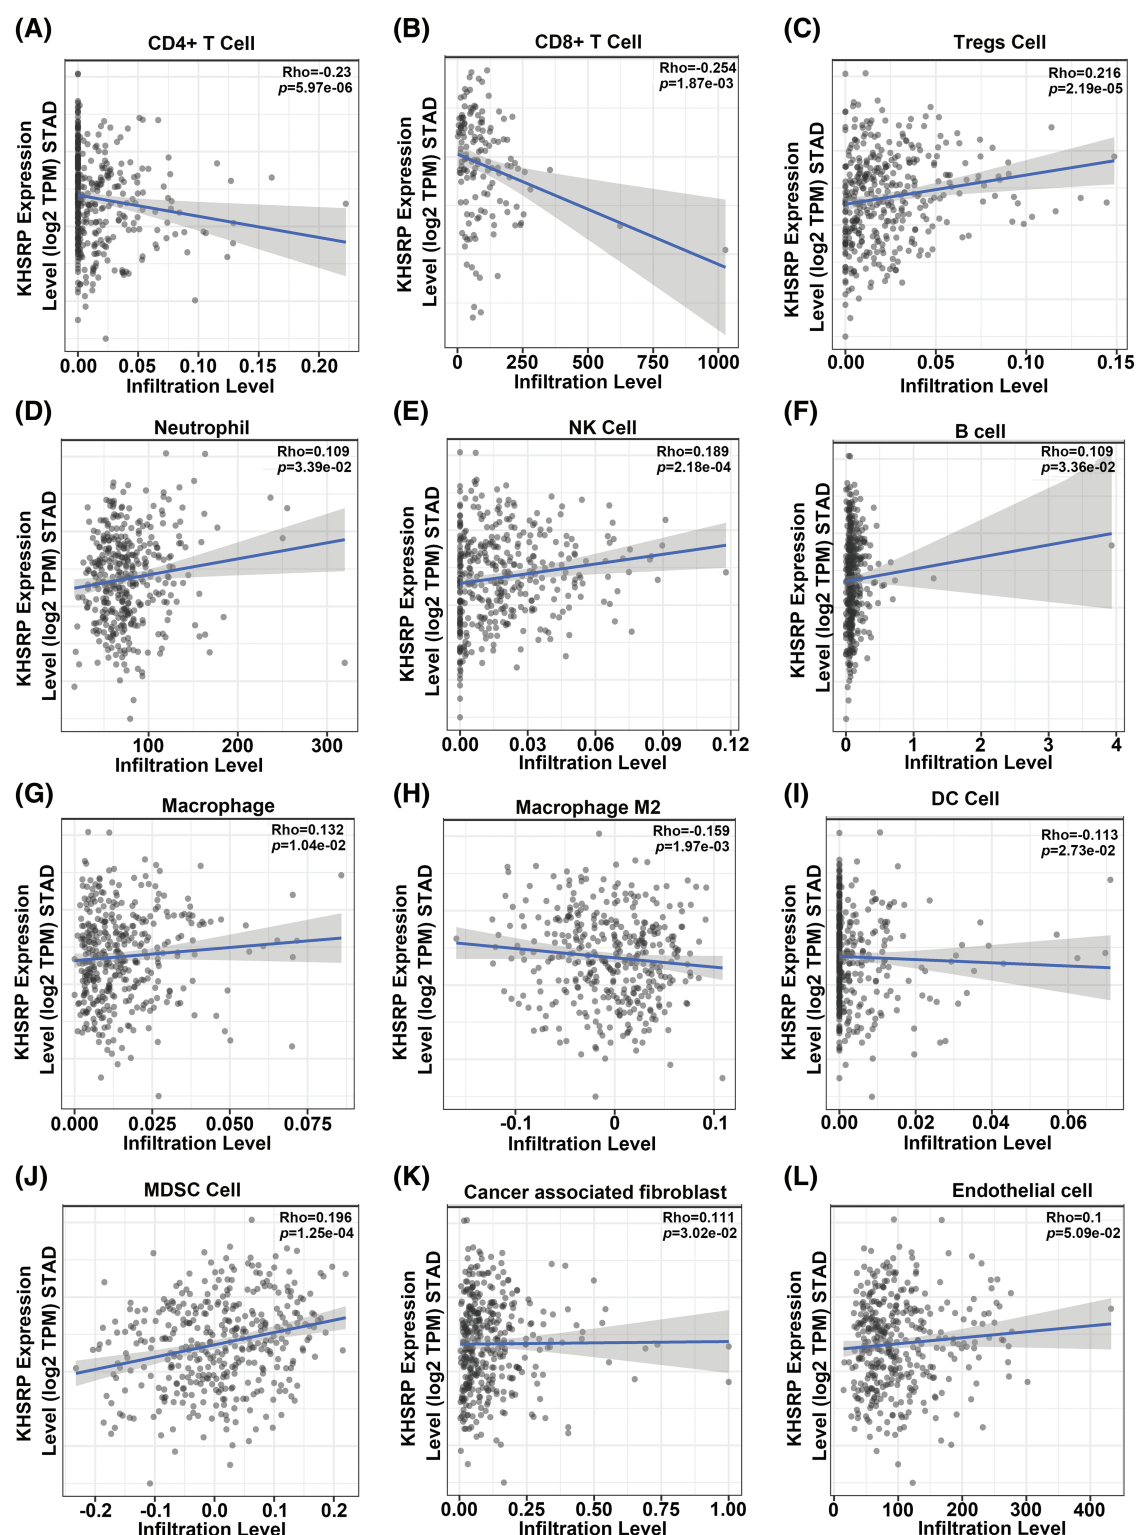 (A)
CD4+ T Cell
Rho=-0.23
p=5.97e-06
KHSRP Expression
Level (log2 TPM) STAD
0.00 0.05 0.10 0.15 0.20
Infiltration Level
(B)
CD8+ T Cell
Rho=-0.254
p=1.87e-03
KHSRP Expression
Level (log2 TPM) STAD
0 250 500 750 1000
Infiltration Level
(C)
Tregs Cell
Rho=0.216
p=2.19e-05
KHSRP Expression
Level (log2 TPM) STAD
0.00 0.05 0.10 0.15
Infiltration Level
(D)
Neutrophil
Rho=0.109
p=3.39e-02
KHSRP Expression
Level (log2 TPM) STAD
100 200 300
Infiltration Level
(E)
NK Cell
Rho=0.189
p=2.18e-04
KHSRP Expression
Level (log2 TPM) STAD
0.00 0.03 0.06 0.09 0.12
Infiltration Level
(F)
B cell
Rho=0.109
p=3.36e-02
KHSRP Expression
Level (log2 TPM) STAD
0 1 2 3 4
Infiltration Level
(G)
Macrophage
Rho=0.132
p=1.04e-02
KHSRP Expression
Level (log2 TPM) STAD
0.000 0.025 0.050 0.075
Infiltration Level
(H)
Macrophage M2
Rho=-0.159
p=1.97e-03
KHSRP Expression
Level (log2 TPM) STAD
-0.1 0 0.1
Infiltration Level
(I)
DC Cell
Rho=-0.113
p=2.73e-02
KHSRP Expression
Level (log2 TPM) STAD
0.00 0.02 0.04 0.06
Infiltration Level
(J)
MDSC Cell
Rho=0.196
p=1.25e-04
KHSRP Expression
Level (log2 TPM) STAD
-0.2 -0.1 0.0 0.1 0.2
Infiltration Level
(K)
Cancer associated fibroblast
Rho=0.111
p=3.02e-02
KHSRP Expression
Level (log2 TPM) STAD
0.00 0.25 0.50 0.75 1.00
Infiltration Level
(L)
Endothelial cell
Rho=0.1
p=5.09e-02
KHSRP Expression
Level (log2 TPM) STAD
0 100 200 300 400
Infiltration Level